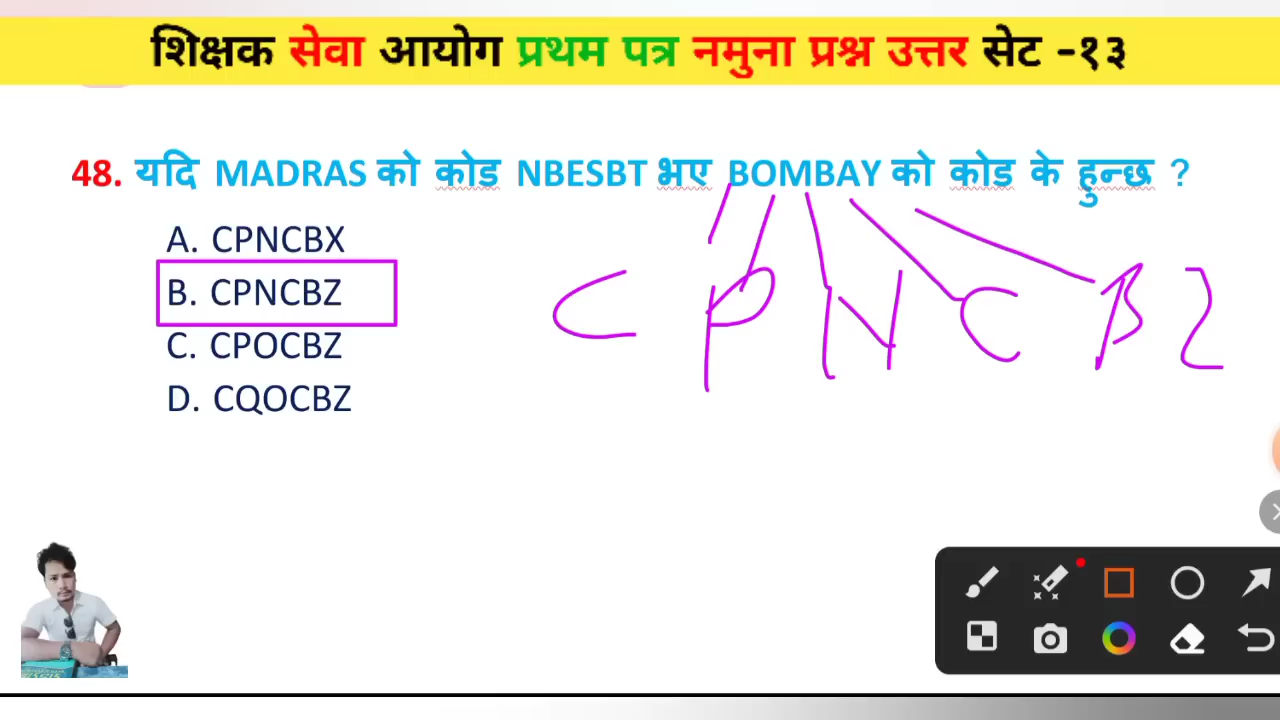 शिक्षक सेवा आयोग प्रथम पत्र नमुना प्रश्न उत्तर सेट -१३
48. यदि MADRAS को कोड NBESBT भए BOMBAY को कोड के हुन्छ ?
A. CPNCBX
B. CPNCBZ
C. CPOCBZ
D. CQOCBZ
C P N C B Z